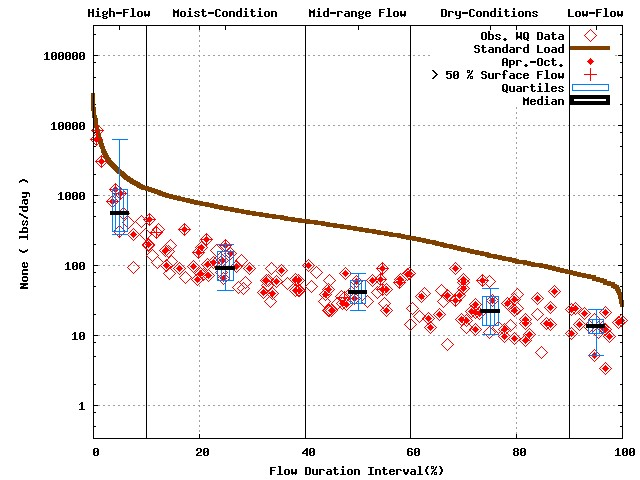 High-Flow Moist-Condition Mid-range Flow Dry-Conditions Low-Flow
Obs. WQ Data
Standard Load
Apr.-Oct.
> 50 % Surface Flow
Quartiles
Median
100000
10000
1000
100
10
1
None ( lbs/day )
0 20 40 60 80 100
Flow Duration Interval(%)